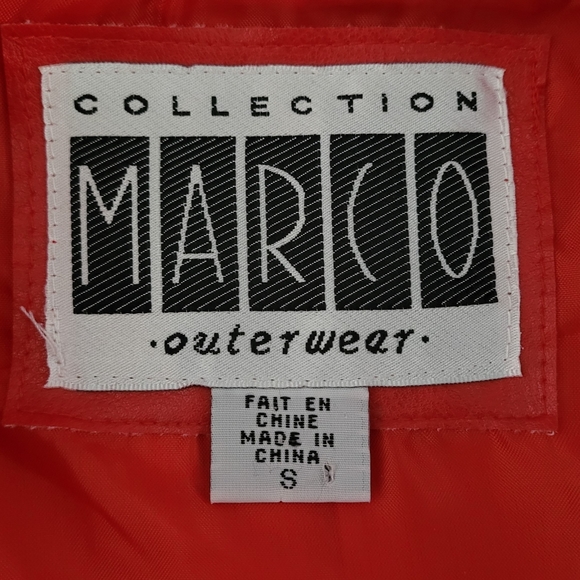 COLLECTION
MARCO
·outerwear·
FAIT EN
CHINE
MADE IN
CHINA
S